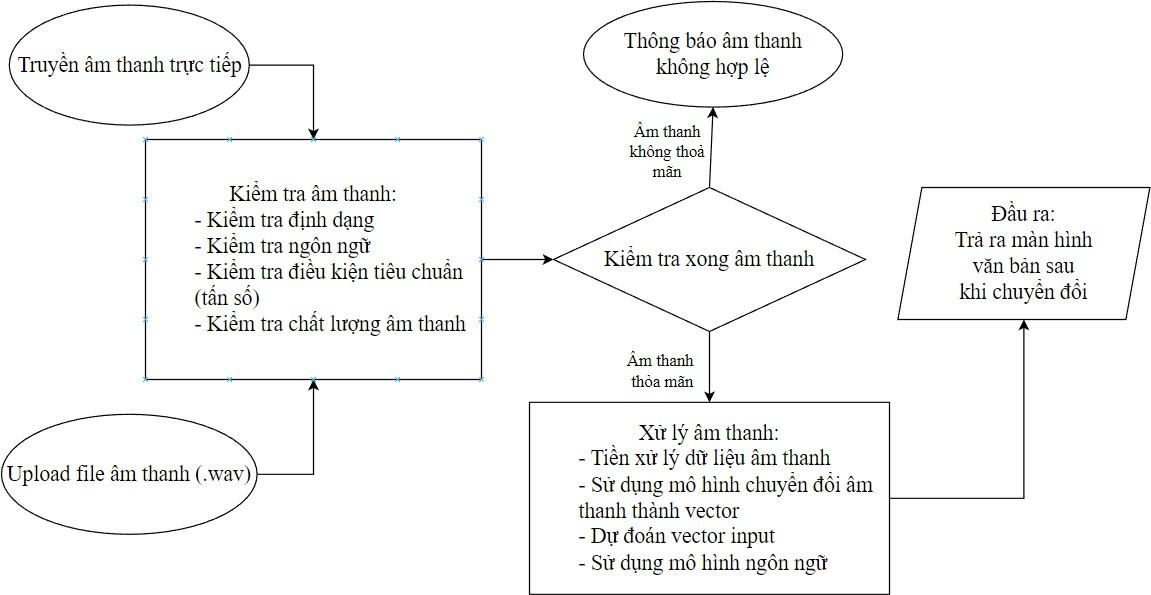 Truyền âm thanh trực tiếp
Thông báo âm thanh
không hợp lệ
Âm thanh
không thoả
mãn
Kiểm tra âm thanh:
- Kiểm tra định dạng
- Kiểm tra ngôn ngữ
- Kiểm tra điều kiện tiêu chuẩn
(tấn số)
- Kiểm tra chất lượng âm thanh
Kiểm tra xong âm thanh
Đầu ra:
Trả ra màn hình
văn bản sau
khi chuyển đổi
Âm thanh
thỏa mãn
Upload file âm thanh (.wav)
Xử lý âm thanh:
- Tiền xử lý dữ liệu âm thanh
- Sử dụng mô hình chuyển đổi âm
thanh thành vector
- Dự đoán vector input
- Sử dụng mô hình ngôn ngữ